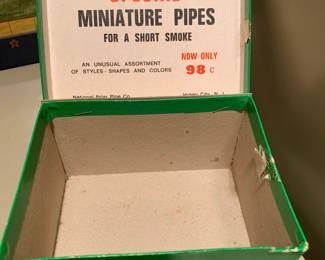 SPECIAL
MINIATURE PIPES
FOR A SHORT SMOKE
AN UNUSUAL ASSORTMENT
OF STYLES - SHAPES AND COLORS
NOW ONLY
98 C
National Briar Pipe Co.
Jersey City, N. J.